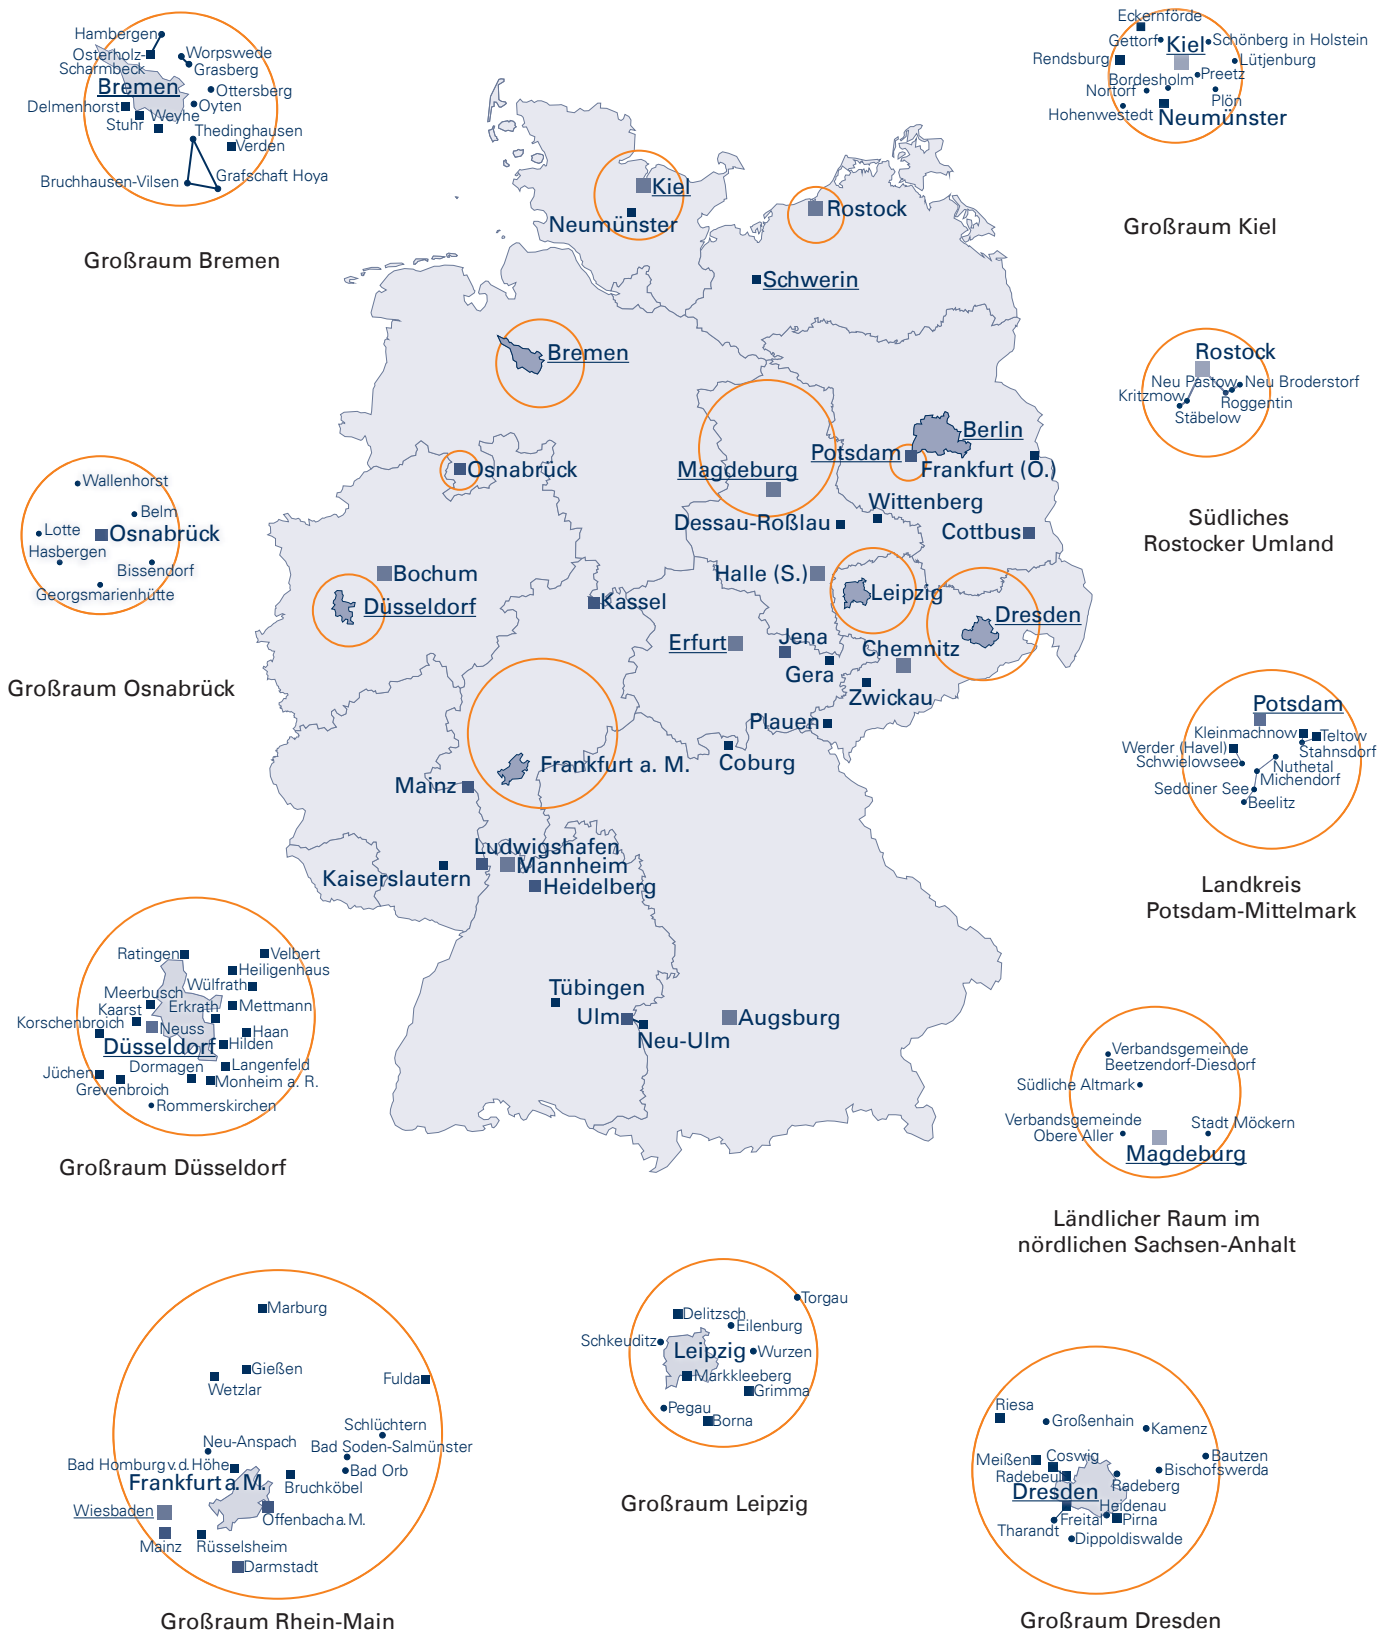 Hambergen
Osterholz-
Scharmbeck
Worpswede
Grasberg
Bremen
Ottersberg
Delmenhorst
Oyten
Stuhr
Weyhe
Thedinghausen
Verden
Bruchhausen-Vilsen
Grafschaft Hoya
Großraum Bremen
Eckernförde
Gettorf
Kiel
Schönberg in Holstein
Rendsburg
Lütjenburg
Bordesholm
Preetz
Nortorf
Plön
Hohenwestedt
Neumünster
Großraum Kiel
Rostock
Neu Pastow
Neu Broderstorf
Kritzmow
Roggentin
Stäbelow
Südliches
Rostocker Umland
Wallenhorst
Belm
Lotte
Osnabrück
Hasbergen
Bissendorf
Georgsmarienhütte
Großraum Osnabrück
Kiel
Neumünster
Rostock
Schwerin
Bremen
Berlin
Potsdam
Osnabrück
Magdeburg
Frankfurt (O.)
Wittenberg
Dessau-Roßlau
Cottbus
Bochum
Halle (S.)
Leipzig
Düsseldorf
Kassel
Dresden
Erfurt
Jena
Chemnitz
Gera
Zwickau
Plauen
Frankfurt a. M.
Coburg
Mainz
Ludwigshafen
Mannheim
Kaiserslautern
Heidelberg
Tübingen
Ulm
Augsburg
Neu-Ulm
Potsdam
Kleinmachnow
Teltow
Werder (Havel)
Stahnsdorf
Schwielowsee
Nuthetal
Michendorf
Seddiner See
Beelitz
Landkreis
Potsdam-Mittelmark
Ratingen
Velbert
Heiligenhaus
Wülfrath
Meerbusch
Kaarst
Erkrath
Mettmann
Korschenbroich
Neuss
Haan
Düsseldorf
Hilden
Dormagen
Langenfeld
Jüchen
Monheim a. R.
Grevenbroich
Rommerskirchen
Großraum Düsseldorf
Verbandsgemeinde
Beetzendorf-Diesdorf
Südliche Altmark
Verbandsgemeinde
Obere Aller
Stadt Möckern
Magdeburg
Ländlicher Raum im
nördlichen Sachsen-Anhalt
Marburg
Gießen
Wetzlar
Fulda
Schlüchtern
Neu-Anspach
Bad Soden-Salmünster
Bad Homburg v. d. Höhe
Bad Orb
Frankfurt a. M.
Bruchköbel
Wiesbaden
Offenbach a. M.
Mainz
Rüsselsheim
Darmstadt
Großraum Rhein-Main
Torgau
Delitzsch
Eilenburg
Schkeuditz
Leipzig
Wurzen
Markkleeberg
Grimma
Pegau
Borna
Großraum Leipzig
Riesa
Großenhain
Kamenz
Meißen
Coswig
Bautzen
Radebeul
Bischofswerda
Dresden
Radeberg
Heidenau
Freital
Pirna
Tharandt
Dippoldiswalde
Großraum Dresden